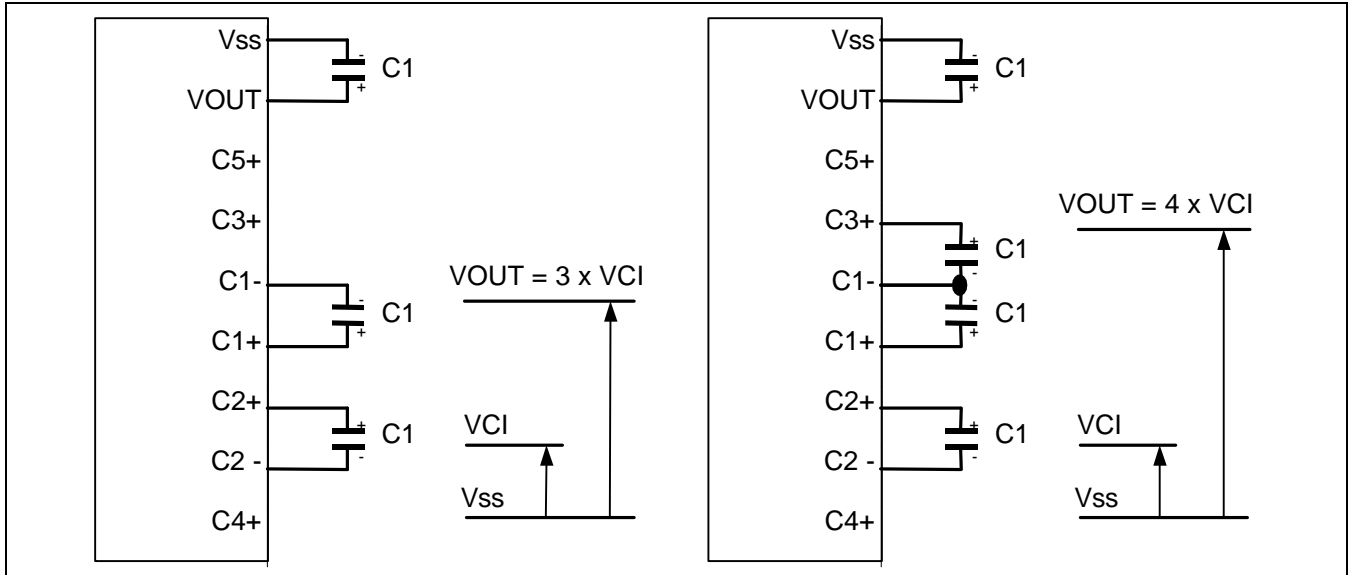 Vss
- C1
+
VOUT
C5+
C3+
C1-
- C1
+
C1+
C2+
+ C1
-
C2 -
C4+
VOUT = 3 x VCI
VCI
Vss
Vss
- C1
+
VOUT
C5+
C3+
+ C1
-
C1-
- C1
+
C1+
C2+
+ C1
-
C2 -
C4+
VOUT = 4 x VCI
VCI
Vss